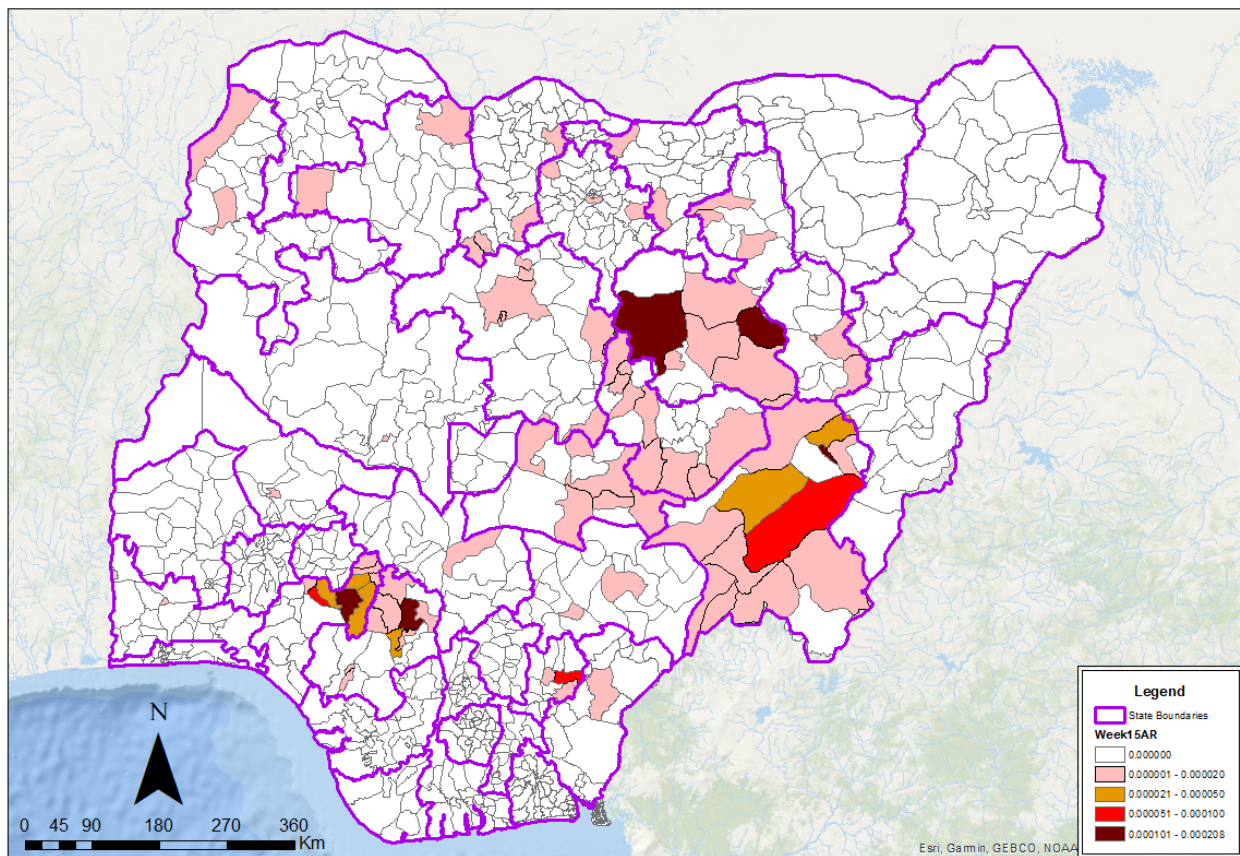 N
0 45 90 180 270 360
Km
Legend
State Boundaries
Week15AR
0.000000
0.000001 - 0.000020
0.000021 - 0.000050
0.000051 - 0.000100
0.000101 - 0.000208
Esri, Garmin, GEBCO, NOAA